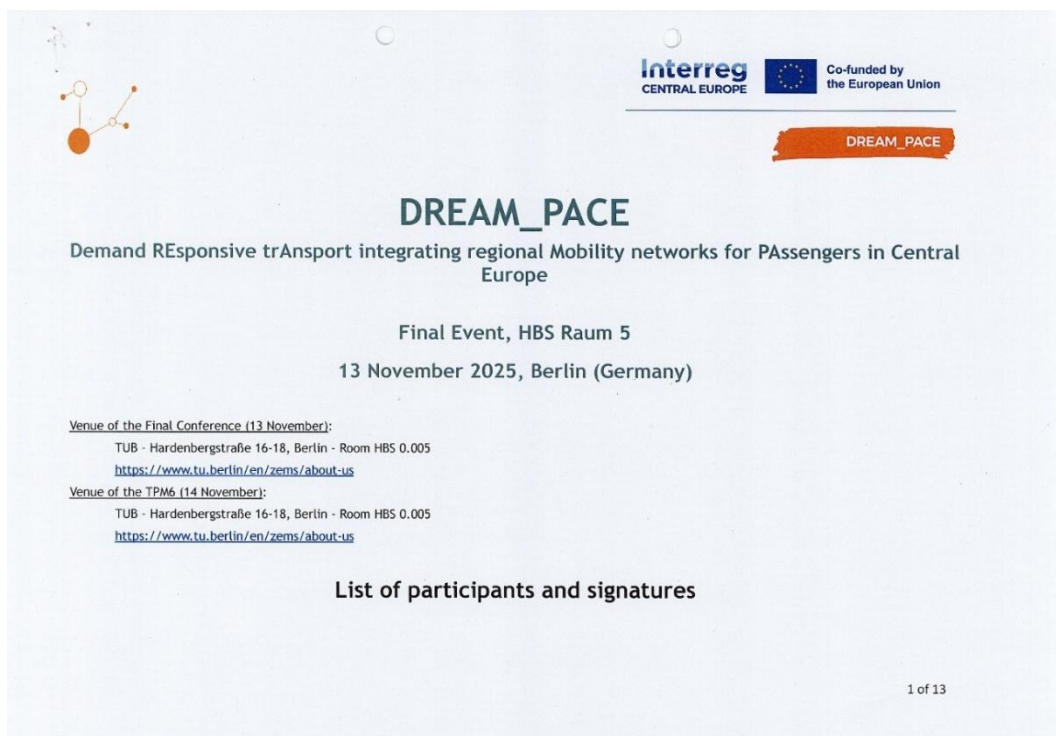 Interreg
CENTRAL EUROPE
Co-funded by
the European Union
DREAM_PACE
DREAM_PACE
Demand REsponsive trAnsport integrating regional Mobility networks for PAssengers in Central
Europe
Final Event, HBS Raum 5
13 November 2025, Berlin (Germany)
Venue of the Final Conference (13 November):
TUB - Hardenbergstraße 16-18, Berlin - Room HBS 0.005
https://www.tu.berlin/en/zems/about-us
Venue of the TPM6 (14 November):
TUB - Hardenbergstraße 16-18, Berlin - Room HBS 0.005
https://www.tu.berlin/en/zems/about-us
List of participants and signatures
1 of 13